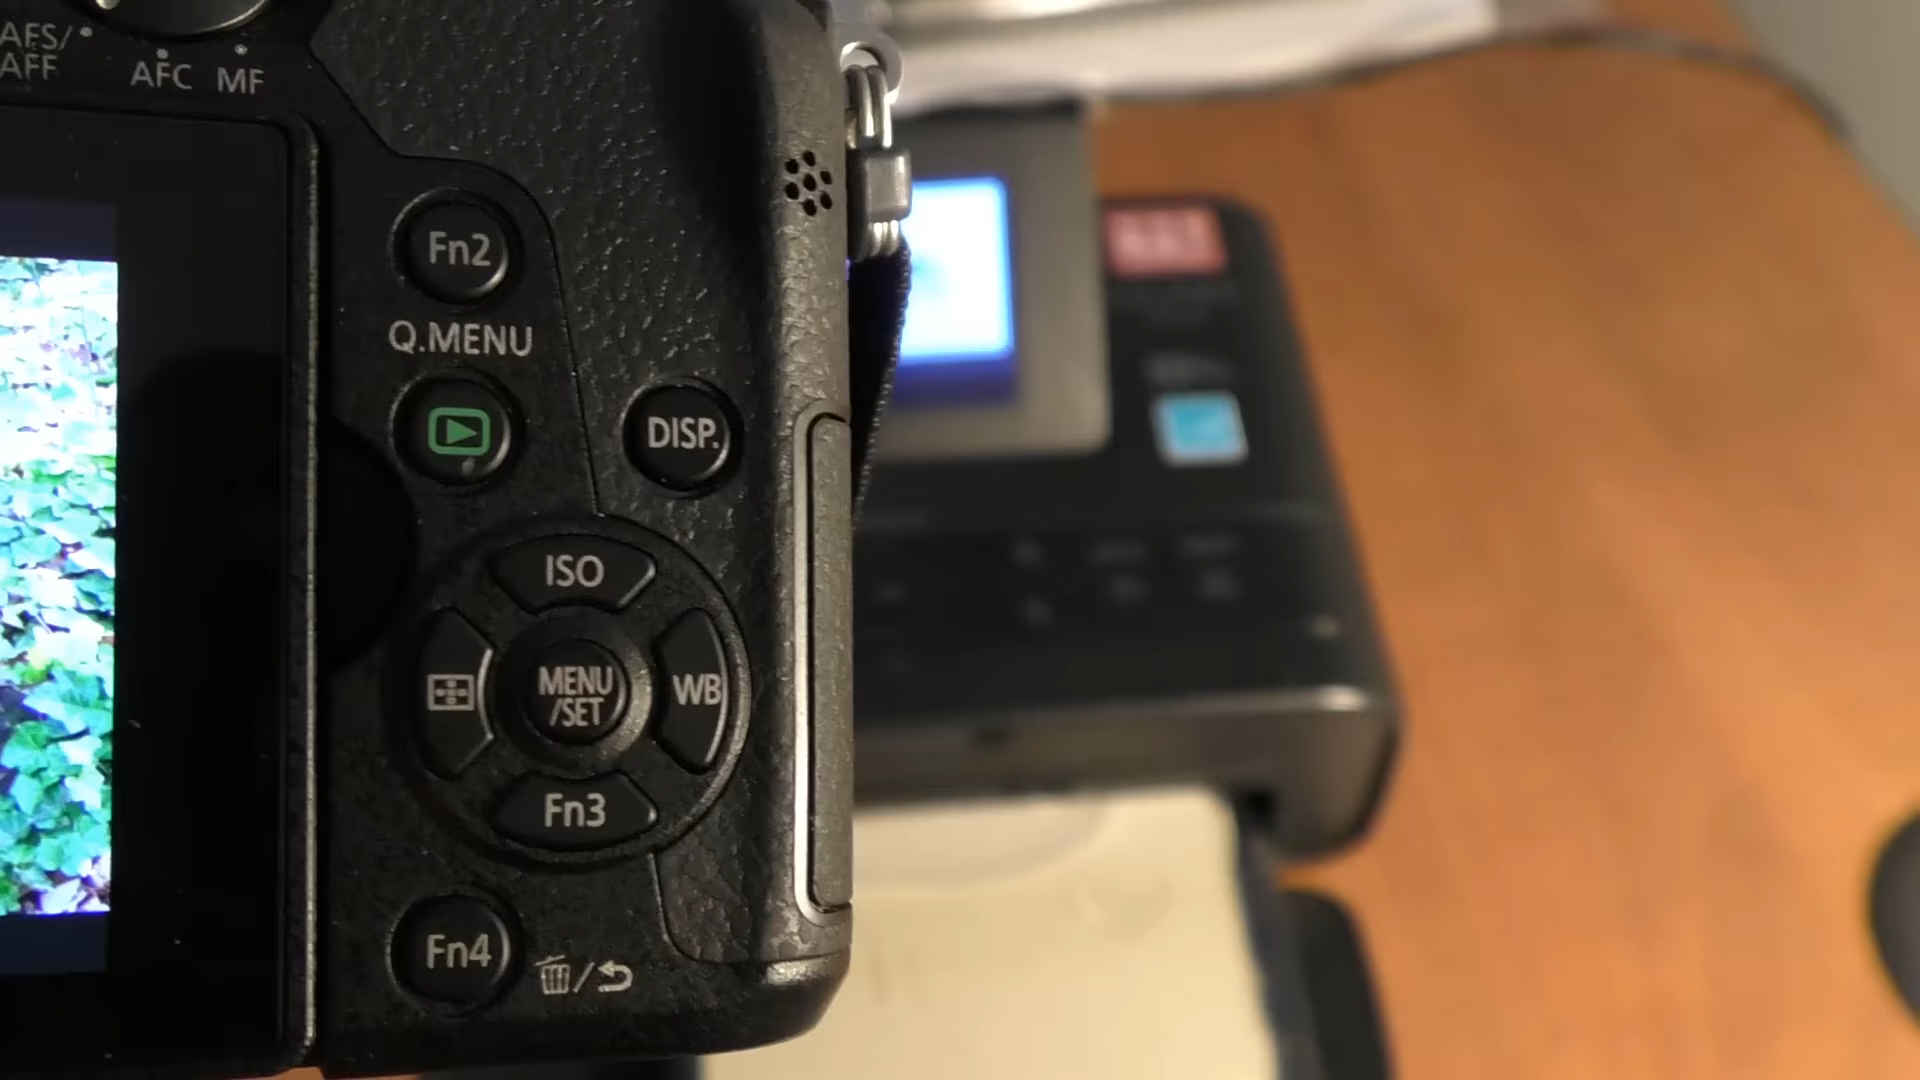 AFS/
AFF
AFC MF
Fn2
Q.MENU
DISP.
ISO
MENU
/SET
WB
Fn3
Fn4
/